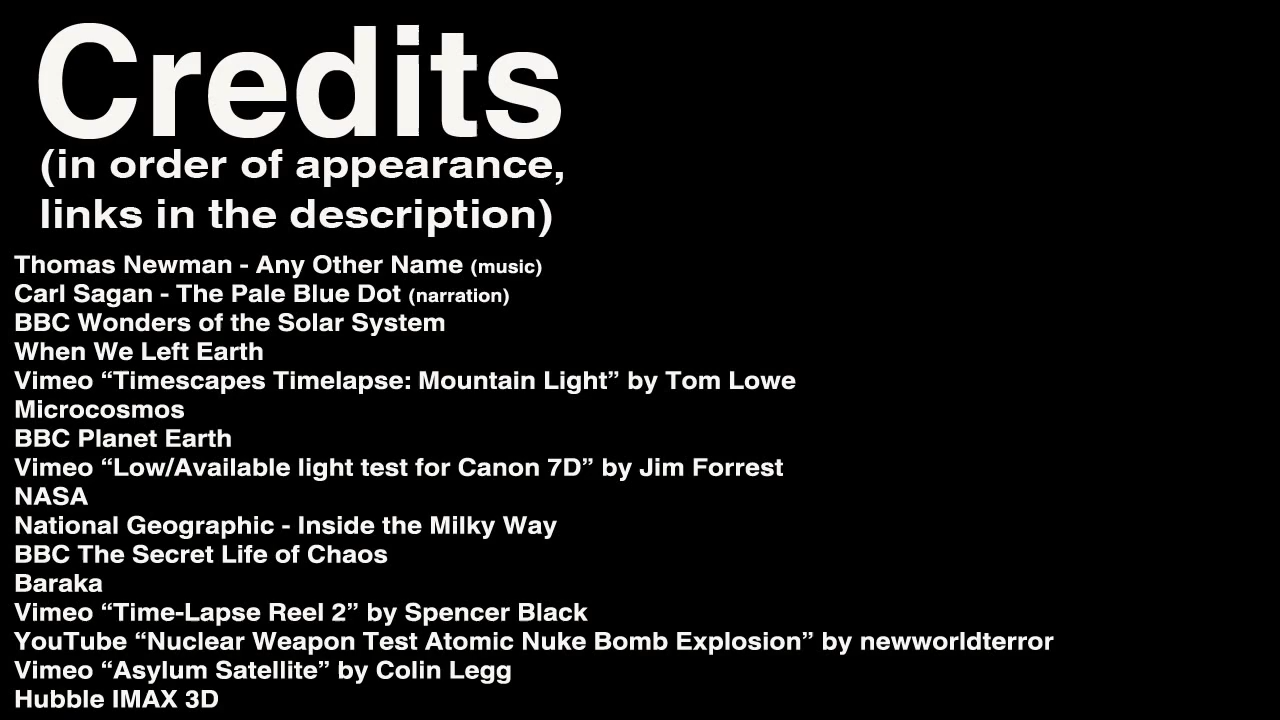 Credits
(in order of appearance,
links in the description)
Thomas Newman - Any Other Name (music)
Carl Sagan - The Pale Blue Dot (narration)
BBC Wonders of the Solar System
When We Left Earth
Vimeo “Timescapes Timelapse: Mountain Light” by Tom Lowe
Microcosmos
BBC Planet Earth
Vimeo “Low/Available light test for Canon 7D” by Jim Forrest
NASA
National Geographic - Inside the Milky Way
BBC The Secret Life of Chaos
Baraka
Vimeo “Time-Lapse Reel 2” by Spencer Black
YouTube “Nuclear Weapon Test Atomic Nuke Bomb Explosion” by newworldterror
Vimeo “Asylum Satellite” by Colin Legg
Hubble IMAX 3D